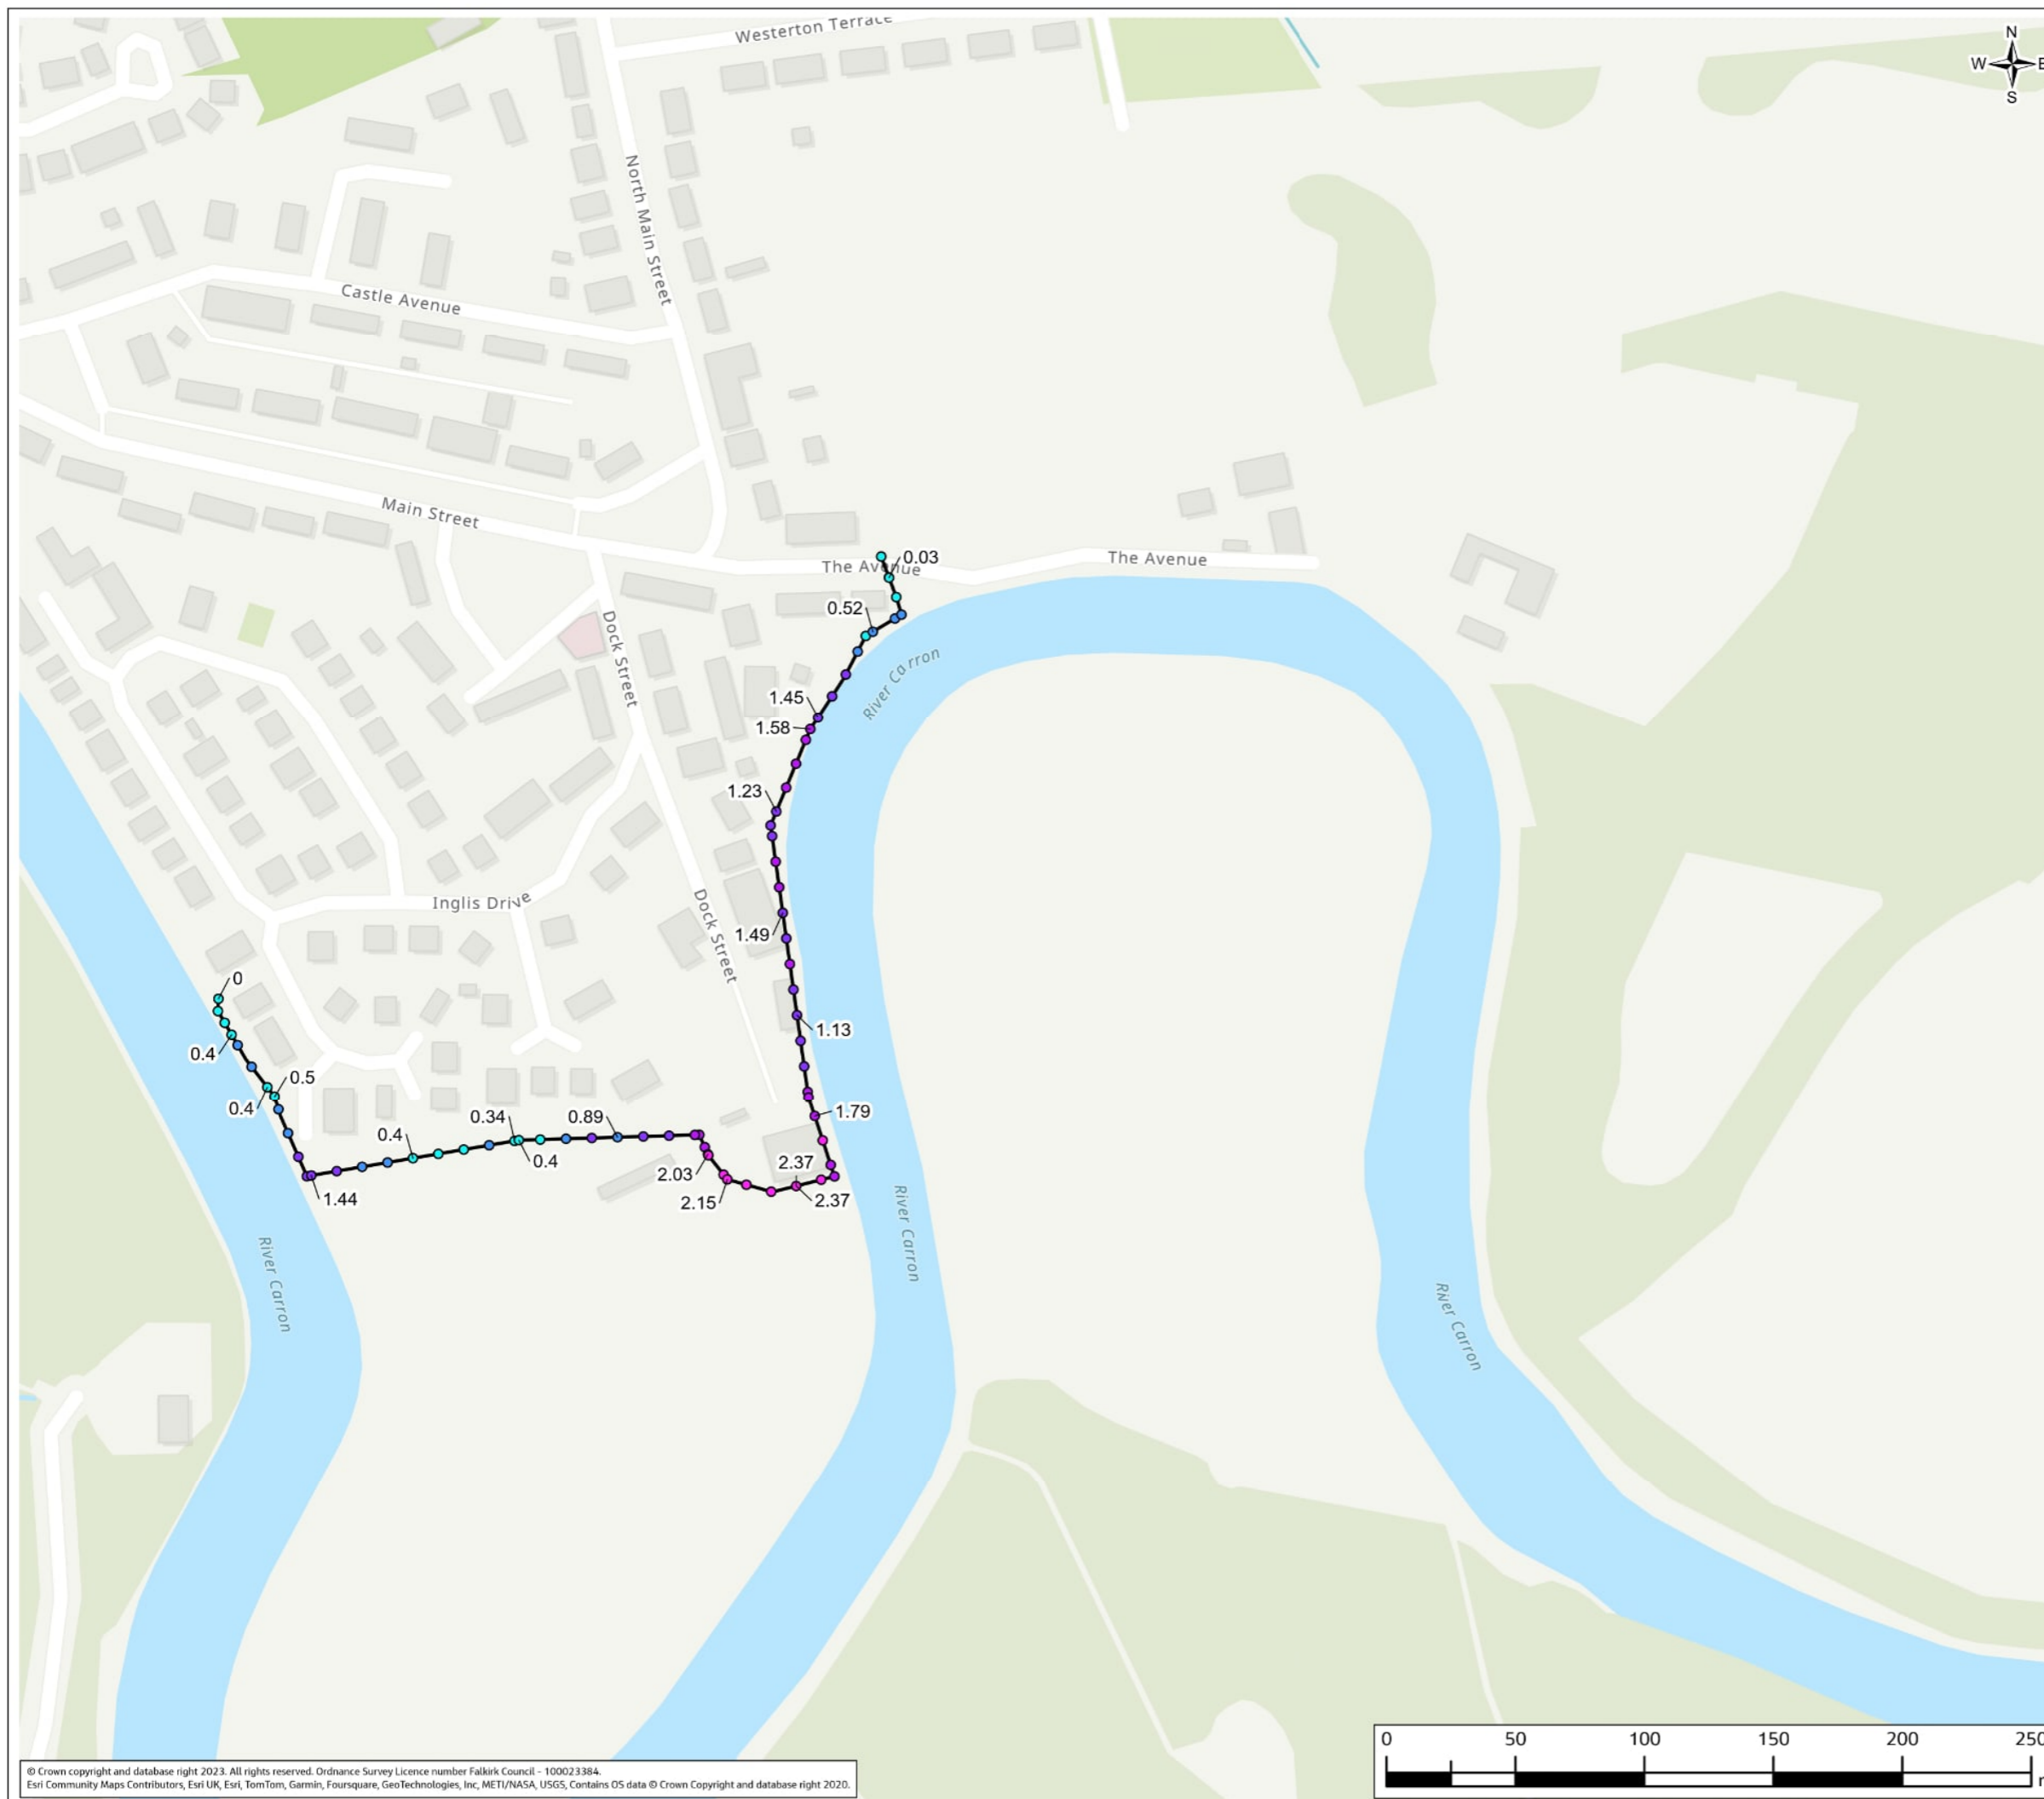 Westerton Terrace
N
W
E
S
North Main Street
Castle Avenue
Main Street
0.03
The Avenue
The Avenue
0.52
Dock Street
River Carron
1.45
1.58
1.23
Inglis Drive
Dock Street
1.49
0
1.13
0.4
0.5
0.4
1.79
0.34
0.89
0.4
0.4
2.37
2.03
1.44
2.15
2.37
River Carron
River Carron
River Carron
0 50 100 150 200 250
© Crown copyright and database right 2023. All rights reserved. Ordnance Survey Licence number Falkirk Council - 100023384.
Esri Community Maps Contributors, Esri UK, Esri, TomTom, Garmin, Foursquare, GeoTechnologies, Inc, METI/NASA, USGS, Contains OS data © Crown Copyright and database right 2020.